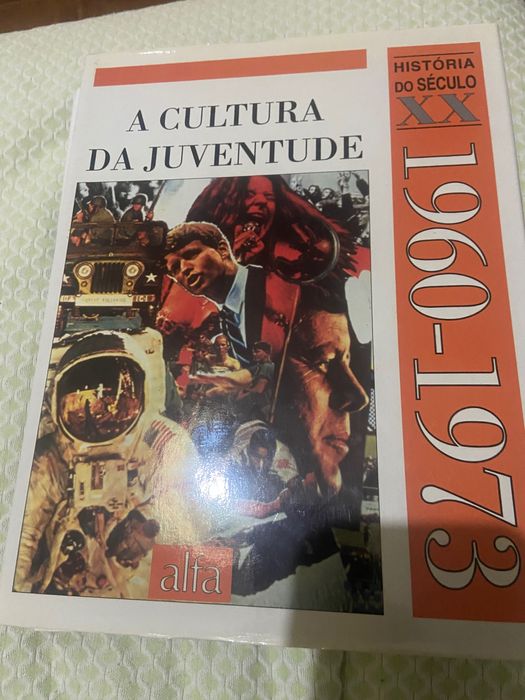 HISTÓRIA
DO SÉCULO
XX
1960-1973
A CULTURA
DA JUVENTUDE
alfa